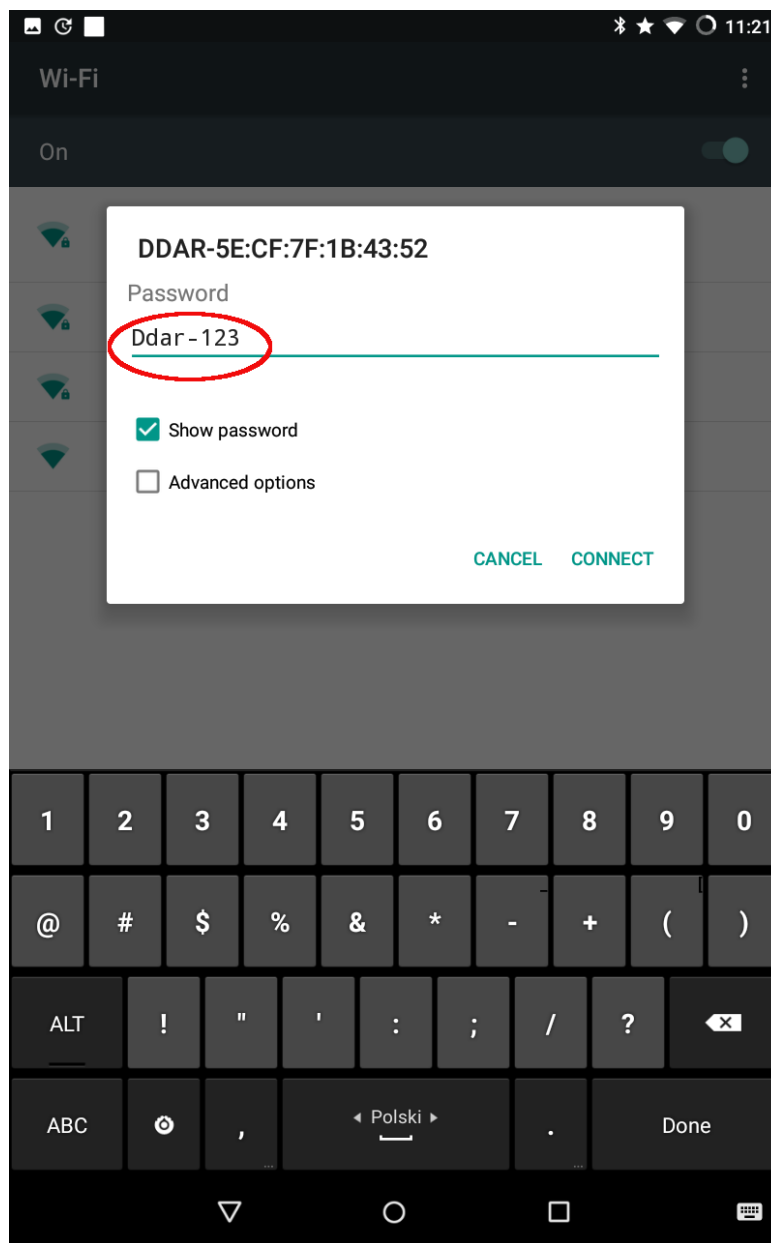 11:21
Wi-Fi
On
DDAR-5E:CF:7F:1B:43:52
Password
Ddar-123
Show password
Advanced options
CANCEL CONNECT
1 2 3 4 5 6 7 8 9 0
@ # $ % & * - _ + ( [ )
ALT ! " ' : ; / ?
ABC , ... Polski . ... Done